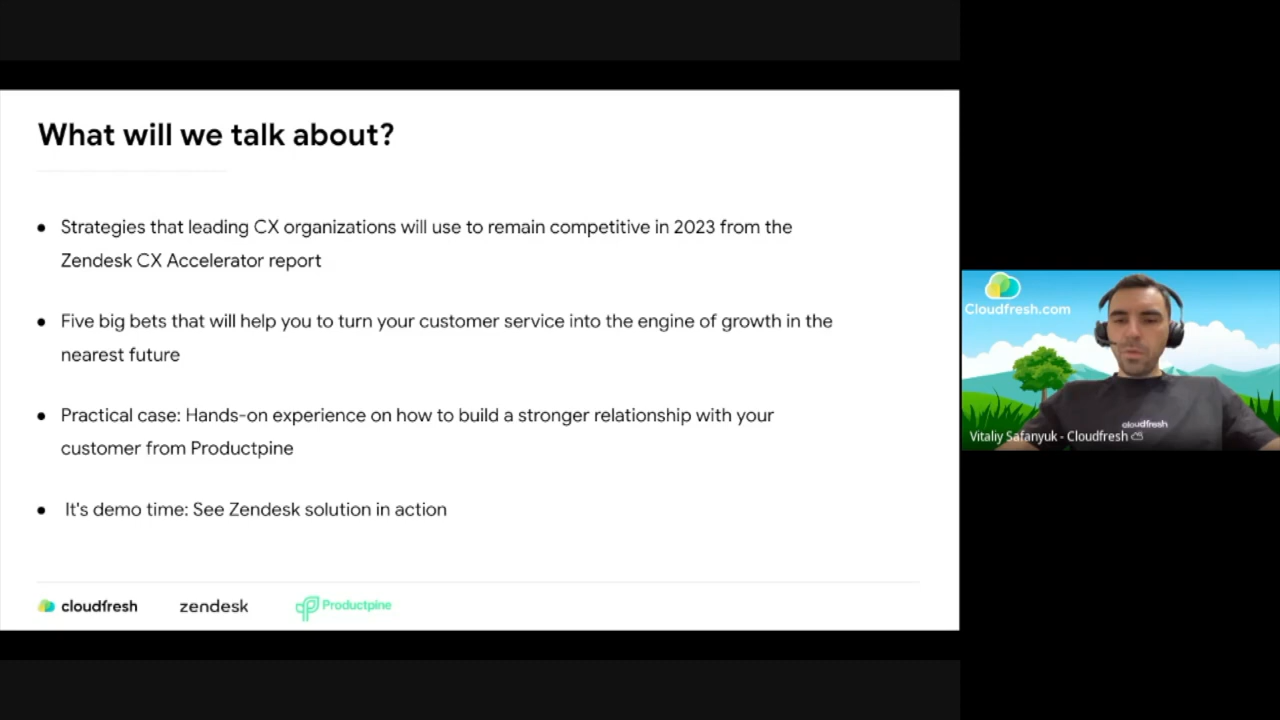 What will we talk about?
● Strategies that leading CX organizations will use to remain competitive in 2023 from the
Zendesk CX Accelerator report
● Five big bets that will help you to turn your customer service into the engine of growth in the
nearest future
● Practical case: Hands-on experience on how to build a stronger relationship with your
customer from Productpine
● It's demo time: See Zendesk solution in action
cloudfresh
zendesk
Productpine
Cloudfresh.com
cloudfresh
Vitaliy Safanyuk - Cloudfresh